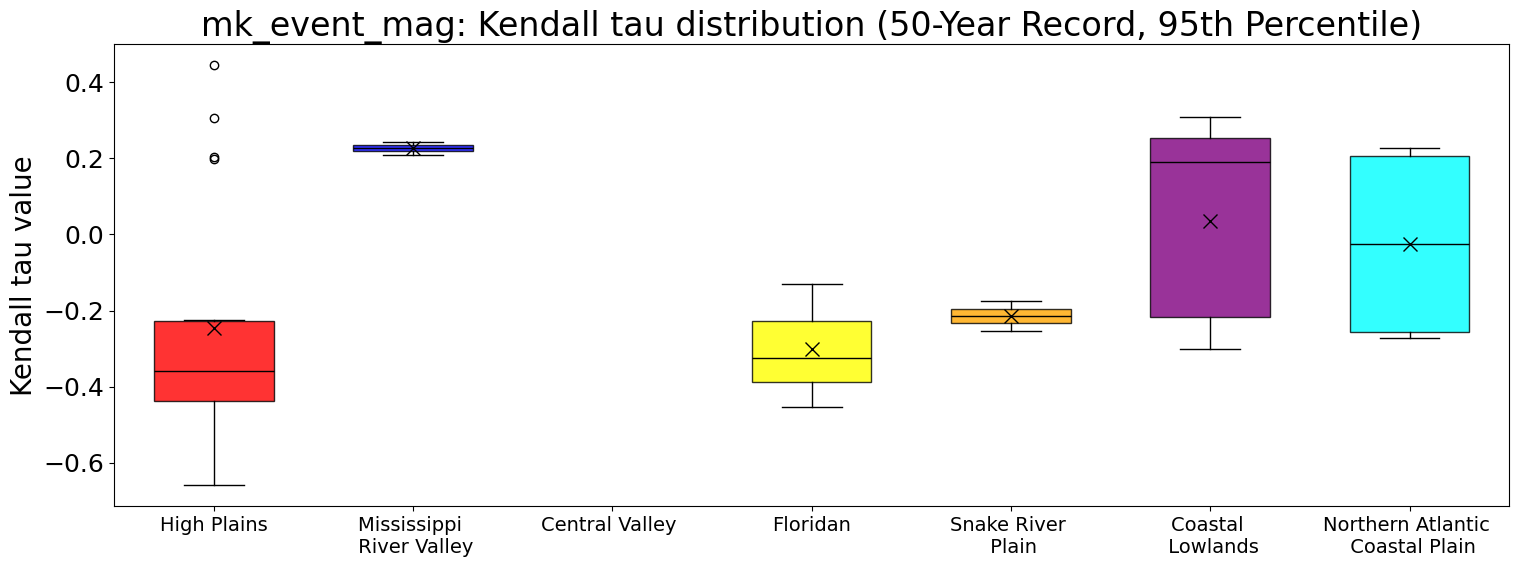 mk_event_mag: Kendall tau distribution (50-Year Record, 95th Percentile)
Kendall tau value
0.4
0.2
0.0
−0.2
−0.4
−0.6
High Plains
Mississippi
River Valley
Central Valley
Floridan
Snake River
Plain
Coastal
Lowlands
Northern Atlantic
Coastal Plain